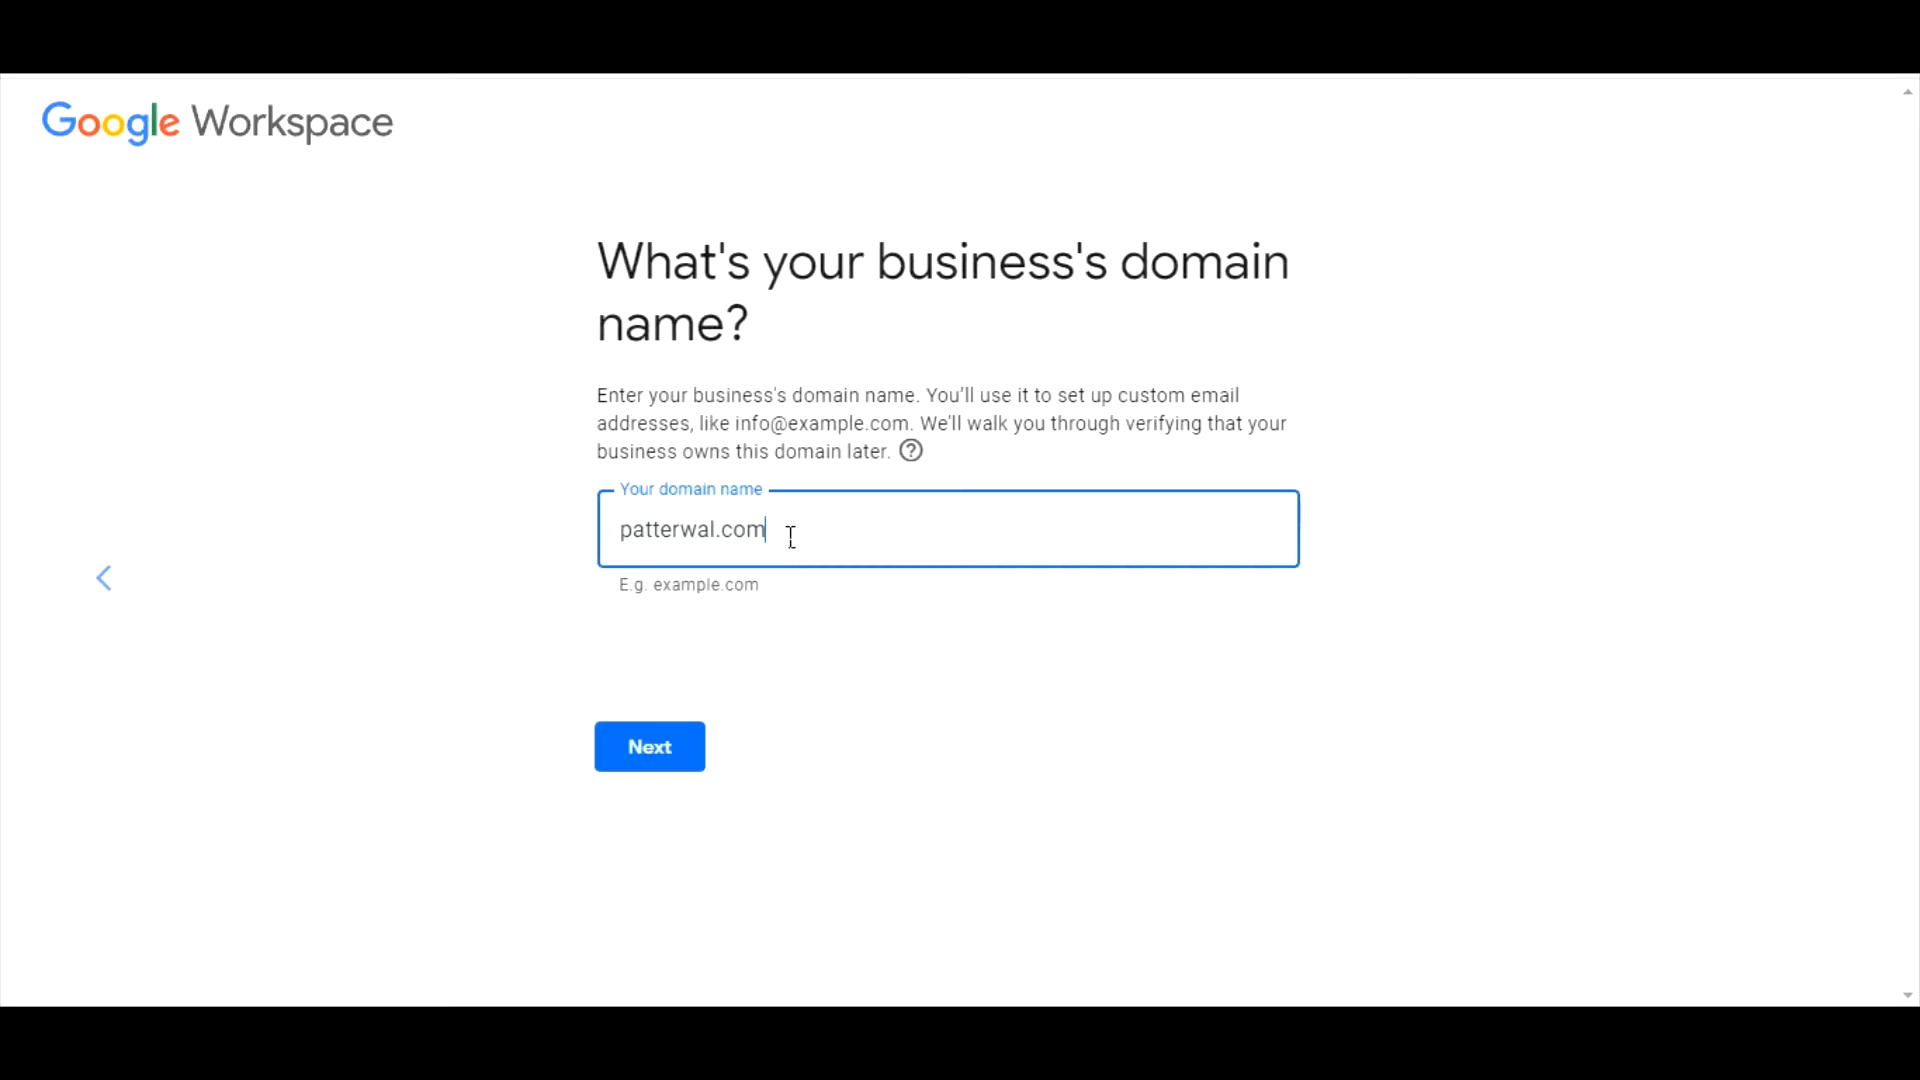 Google Workspace
What's your business's domain
name?
Enter your business's domain name. You'll use it to set up custom email
addresses, like info@example.com. We'll walk you through verifying that your
business owns this domain later.
Your domain name
patterwal.com
E.g. example.com
Next